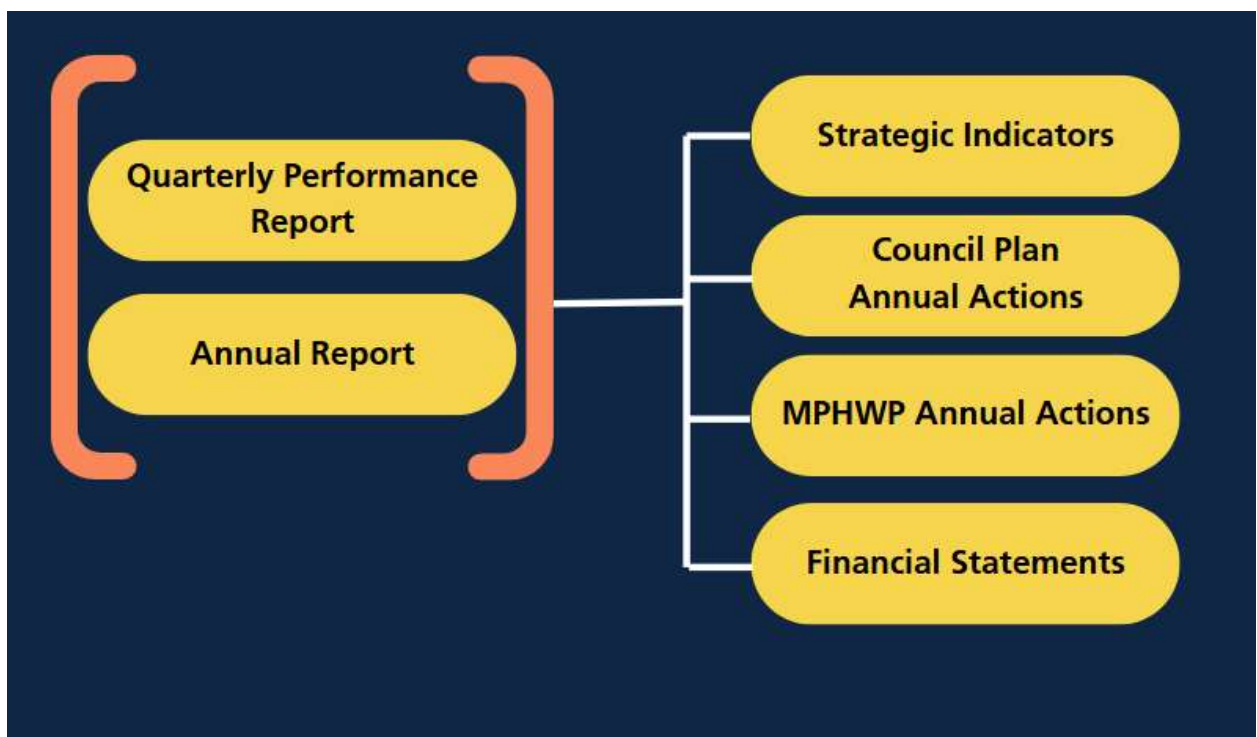 Quarterly Performance
Report
Annual Report
Strategic Indicators
Council Plan
Annual Actions
MPHWP Annual Actions
Financial Statements